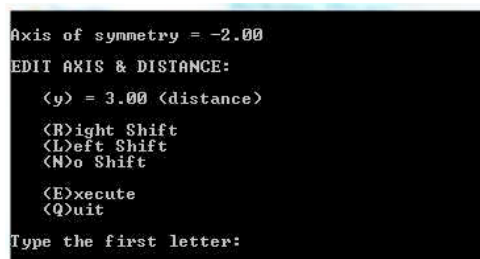 Axis of symmetry = -2.00
EDIT AXIS & DISTANCE:
(y) = 3.00 (distance)
(R)ight Shift
(L)eft Shift
(N)o Shift
(E)xecute
(Q)uit
Type the first letter: